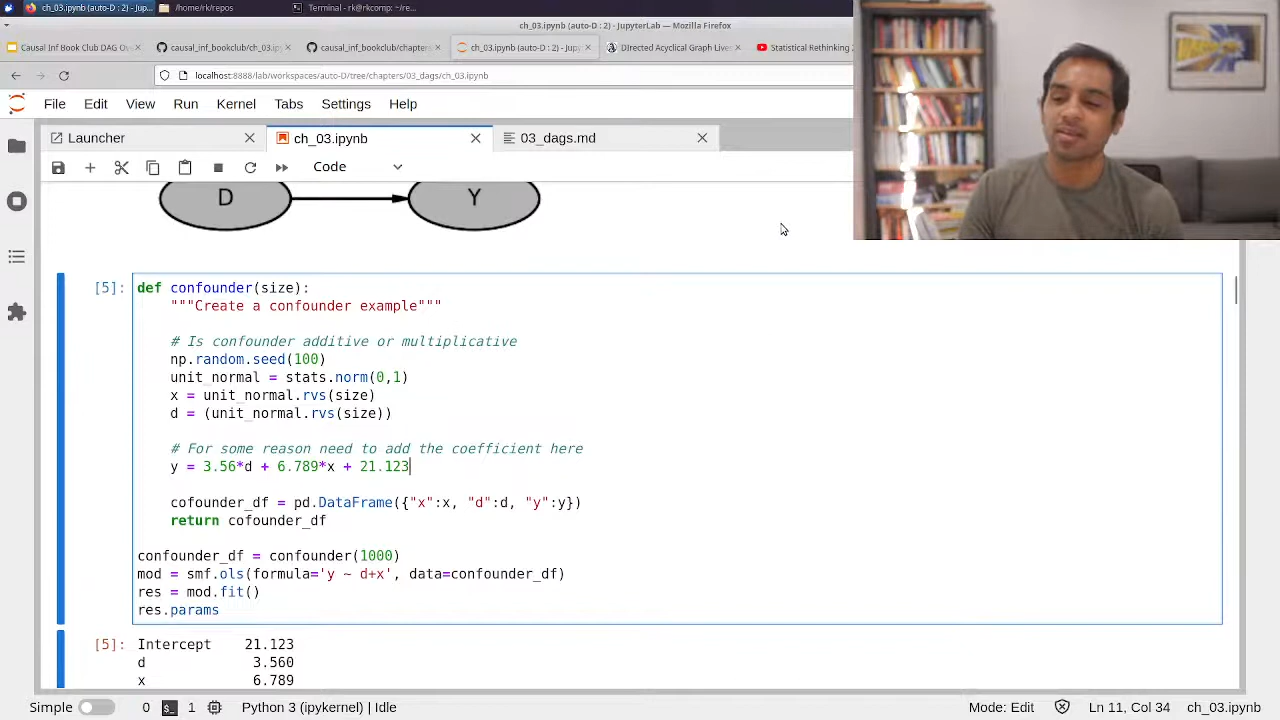 ch_03.ipynb (auto-D : 2) - Jup
/home/rk/repos
Terminal - rk@rkcomp: ~/re...
ch_03.ipynb (auto-D : 2) - JupyterLab — Mozilla Firefox
Causal Inf Book Club DAG O
causal_inf_bookclub/ch_03.ip
causal_inf_bookclub/chapter
ch_03.ipynb (auto-D : 2) - Jupy
Directed Acyclical Graph Live
Statistical Rethinking 2
localhost:8888/lab/workspaces/auto-D/tree/chapters/03_dags/ch_03.ipynb
File Edit View Run Kernel Tabs Settings Help
Launcher
ch_03.ipynb
03_dags.md
Code
D
Y
[5]:
def confounder(size):
"""Create a confounder example"""
# Is confounder additive or multiplicative
np.random.seed(100)
unit_normal = stats.norm(0,1)
x = unit_normal.rvs(size)
d = (unit_normal.rvs(size))
# For some reason need to add the coefficient here
y = 3.56*d + 6.789*x + 21.123
cofounder_df = pd.DataFrame({"x":x, "d":d, "y":y})
return cofounder_df
confounder_df = confounder(1000)
mod = smf.ols(formula='y ~ d+x', data=confounder_df)
res = mod.fit()
res.params
[5]:
Intercept 21.123
d 3.560
x 6.789
Simple 0 $_ 1 Python 3 (ipykernel) | Idle Mode: Edit Ln 11, Col 34 ch_03.ipynb